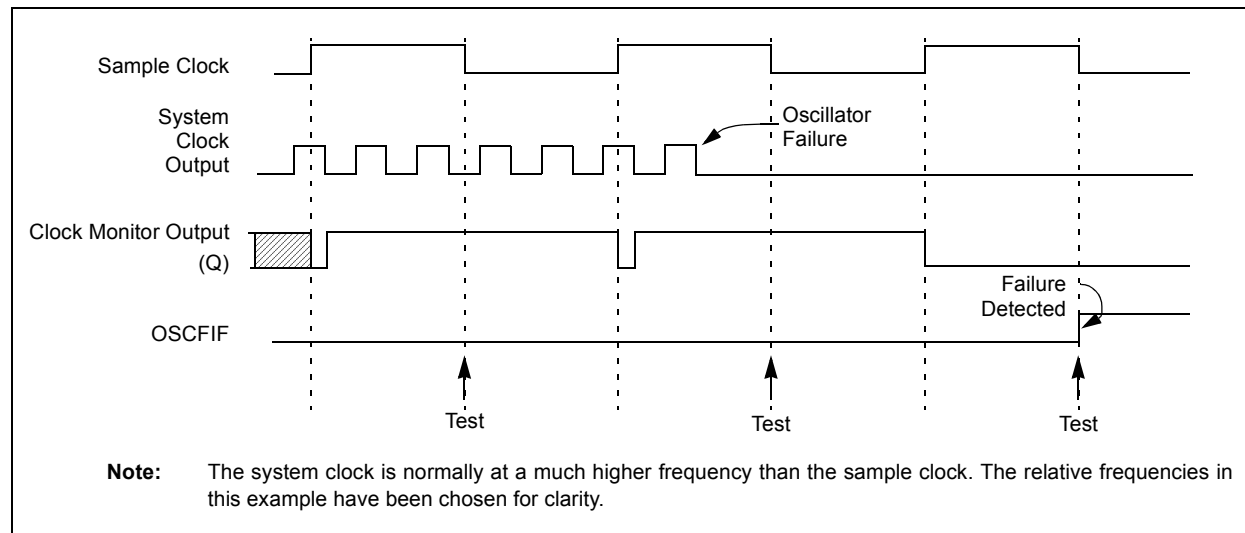 Sample Clock
System
Clock
Output
Oscillator
Failure
Clock Monitor Output
(Q)
Failure
Detected
OSCFIF
Test
Test
Test
Note: The system clock is normally at a much higher frequency than the sample clock. The relative frequencies in
this example have been chosen for clarity.